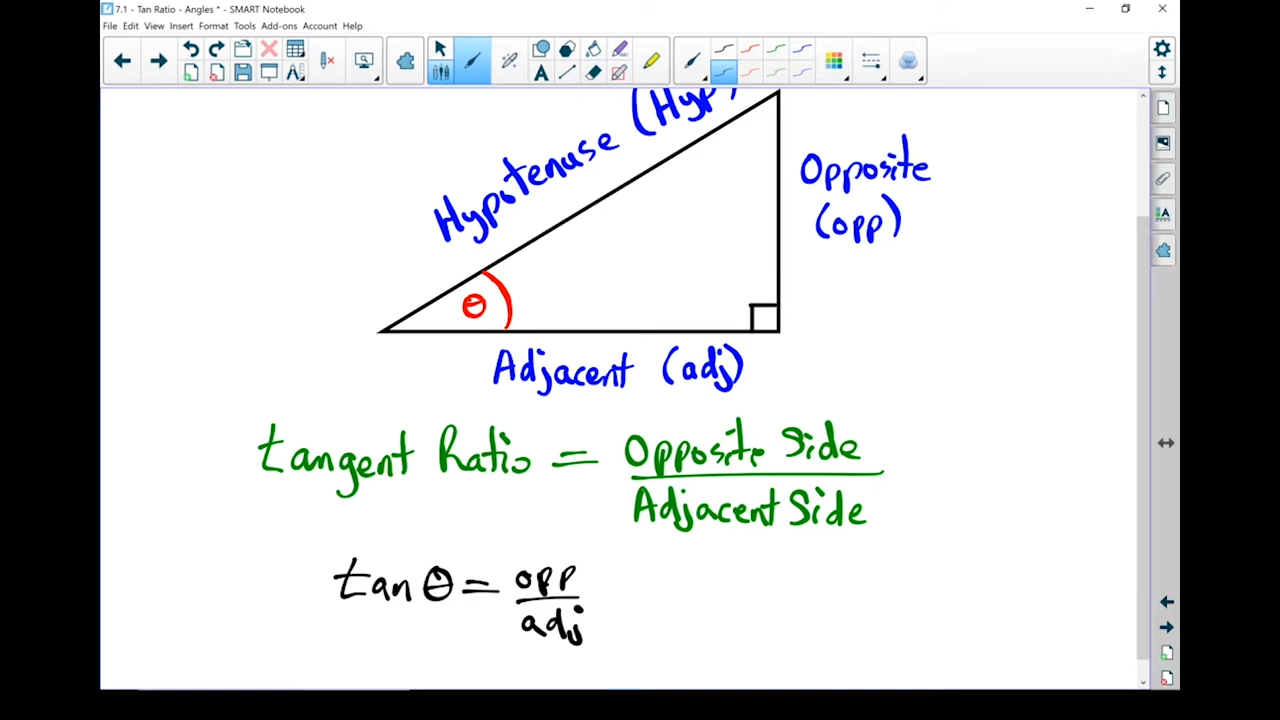 7.1 - Tan Ratio - Angles * - SMART Notebook
File Edit View Insert Format Tools Add-ons Account Help
Hypotenuse (Hyp)
Opposite
(opp)
θ
Adjacent (adj)
tangent Ratio = Opposite Side
Adjacent Side
tan θ = opp
adj